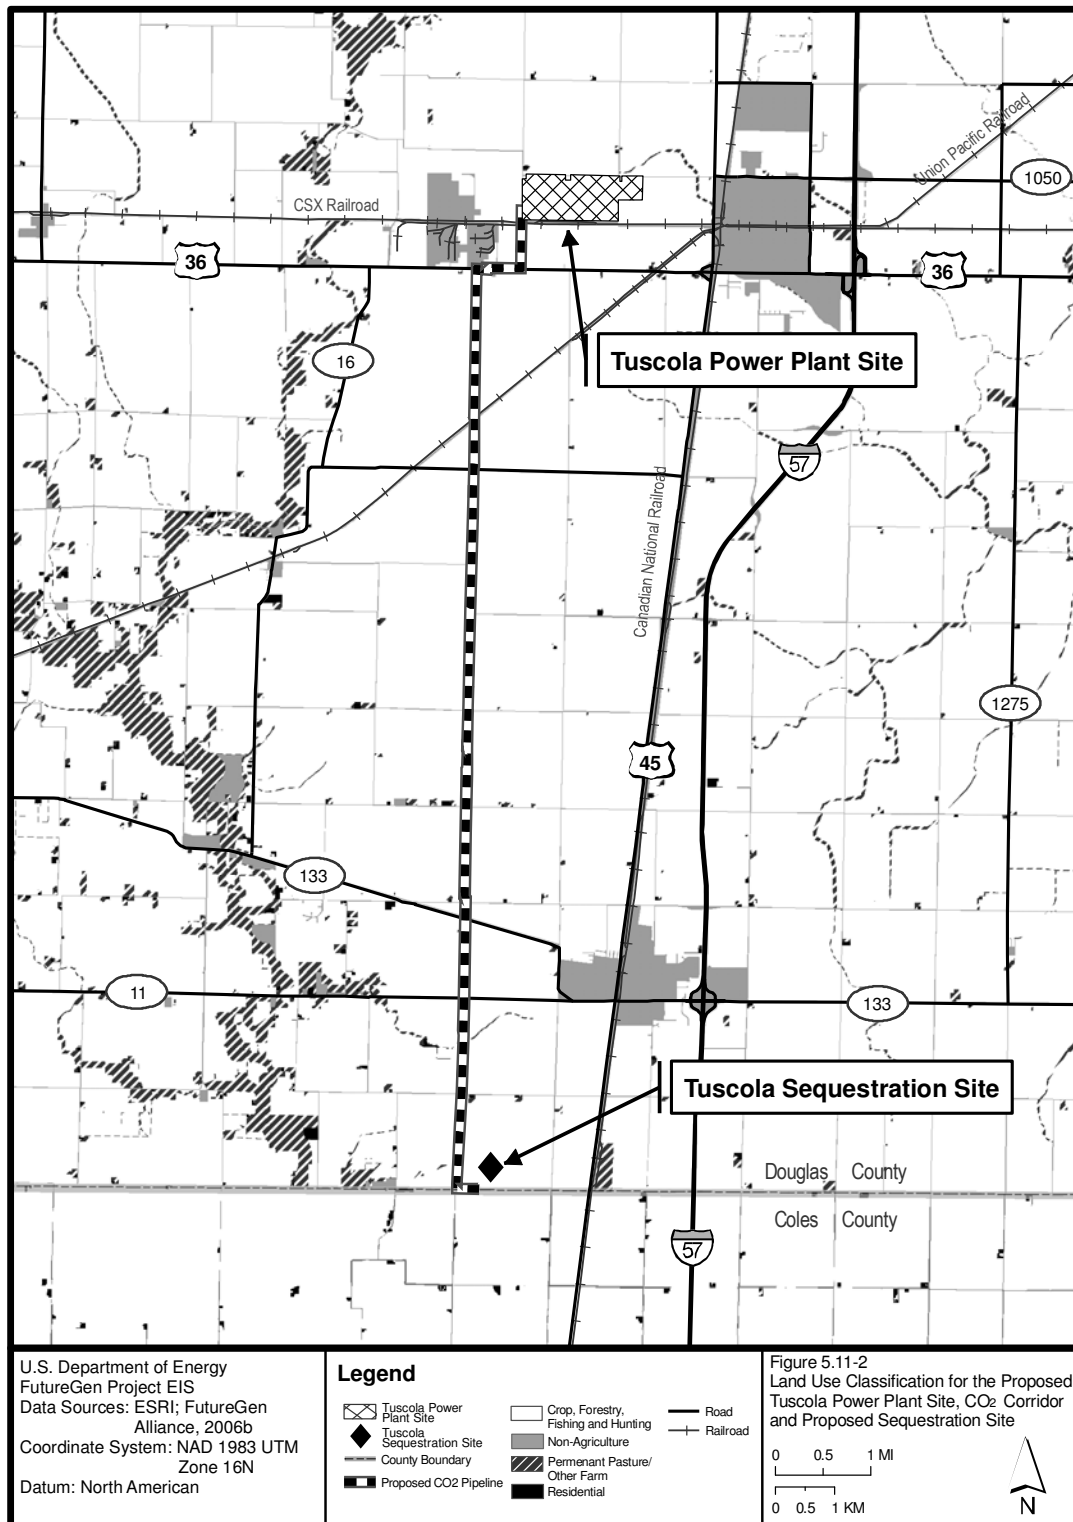 Union Pacific Railroad
1050
CSX Railroad
36
36
Tuscola Power Plant Site
16
57
Canadian National Railroad
1275
45
133
11
133
Tuscola Sequestration Site
Douglas County
Coles County
57
U.S. Department of Energy
FutureGen Project EIS
Data Sources: ESRI; FutureGen
Alliance, 2006b
Coordinate System: NAD 1983 UTM
Zone 16N
Datum: North American
Legend
Tuscola Power
Plant Site
Tuscola
Sequestration Site
County Boundary
Proposed CO2 Pipeline
Crop, Forestry,
Fishing and Hunting
Non-Agriculture
Permenant Pasture/
Other Farm
Residential
Road
Railroad
Figure 5.11-2
Land Use Classification for the Proposed
Tuscola Power Plant Site, CO2 Corridor
and Proposed Sequestration Site
0 0.5 1 MI
0 0.5 1 KM
N